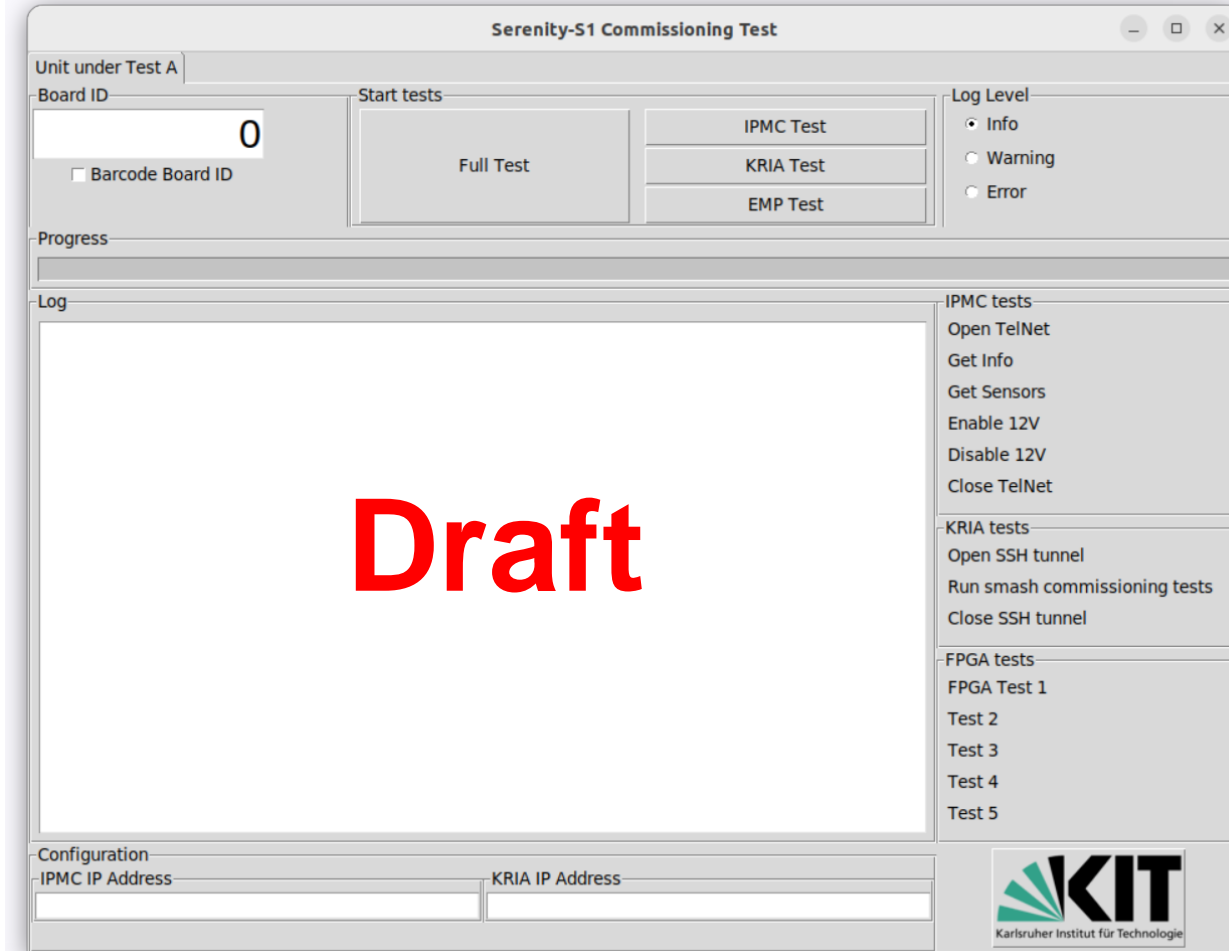 Serenity-S1 Commissioning Test
Unit under Test A
Board ID
0
Barcode Board ID
Start tests
Full Test
IPMC Test
KRIA Test
EMP Test
Log Level
Info
Warning
Error
Progress
Log
Draft
IPMC tests
Open TelNet
Get Info
Get Sensors
Enable 12V
Disable 12V
Close TelNet
KRIA tests
Open SSH tunnel
Run smash commissioning tests
Close SSH tunnel
FPGA tests
FPGA Test 1
Test 2
Test 3
Test 4
Test 5
Configuration
IPMC IP Address
KRIA IP Address
KIT
Karlsruher Institut für Technologie